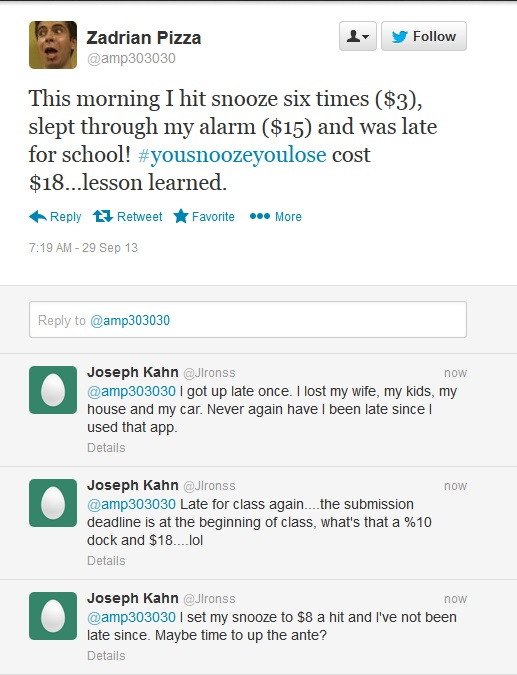 Zadrian Pizza
@amp303030
Follow
This morning I hit snooze six times ($3),
slept through my alarm ($15) and was late
for school! #yousnoozeyoulose cost
$18...lesson learned.
Reply Retweet Favorite More
7:19 AM - 29 Sep 13
Reply to @amp303030
Joseph Kahn @JIronss now
@amp303030 I got up late once. I lost my wife, my kids, my
house and my car. Never again have I been late since I
used that app.
Details
Joseph Kahn @JIronss now
@amp303030 Late for class again....the submission
deadline is at the beginning of class, what's that a %10
dock and $18....lol
Details
Joseph Kahn @JIronss now
@amp303030 I set my snooze to $8 a hit and I've not been
late since. Maybe time to up the ante?
Details